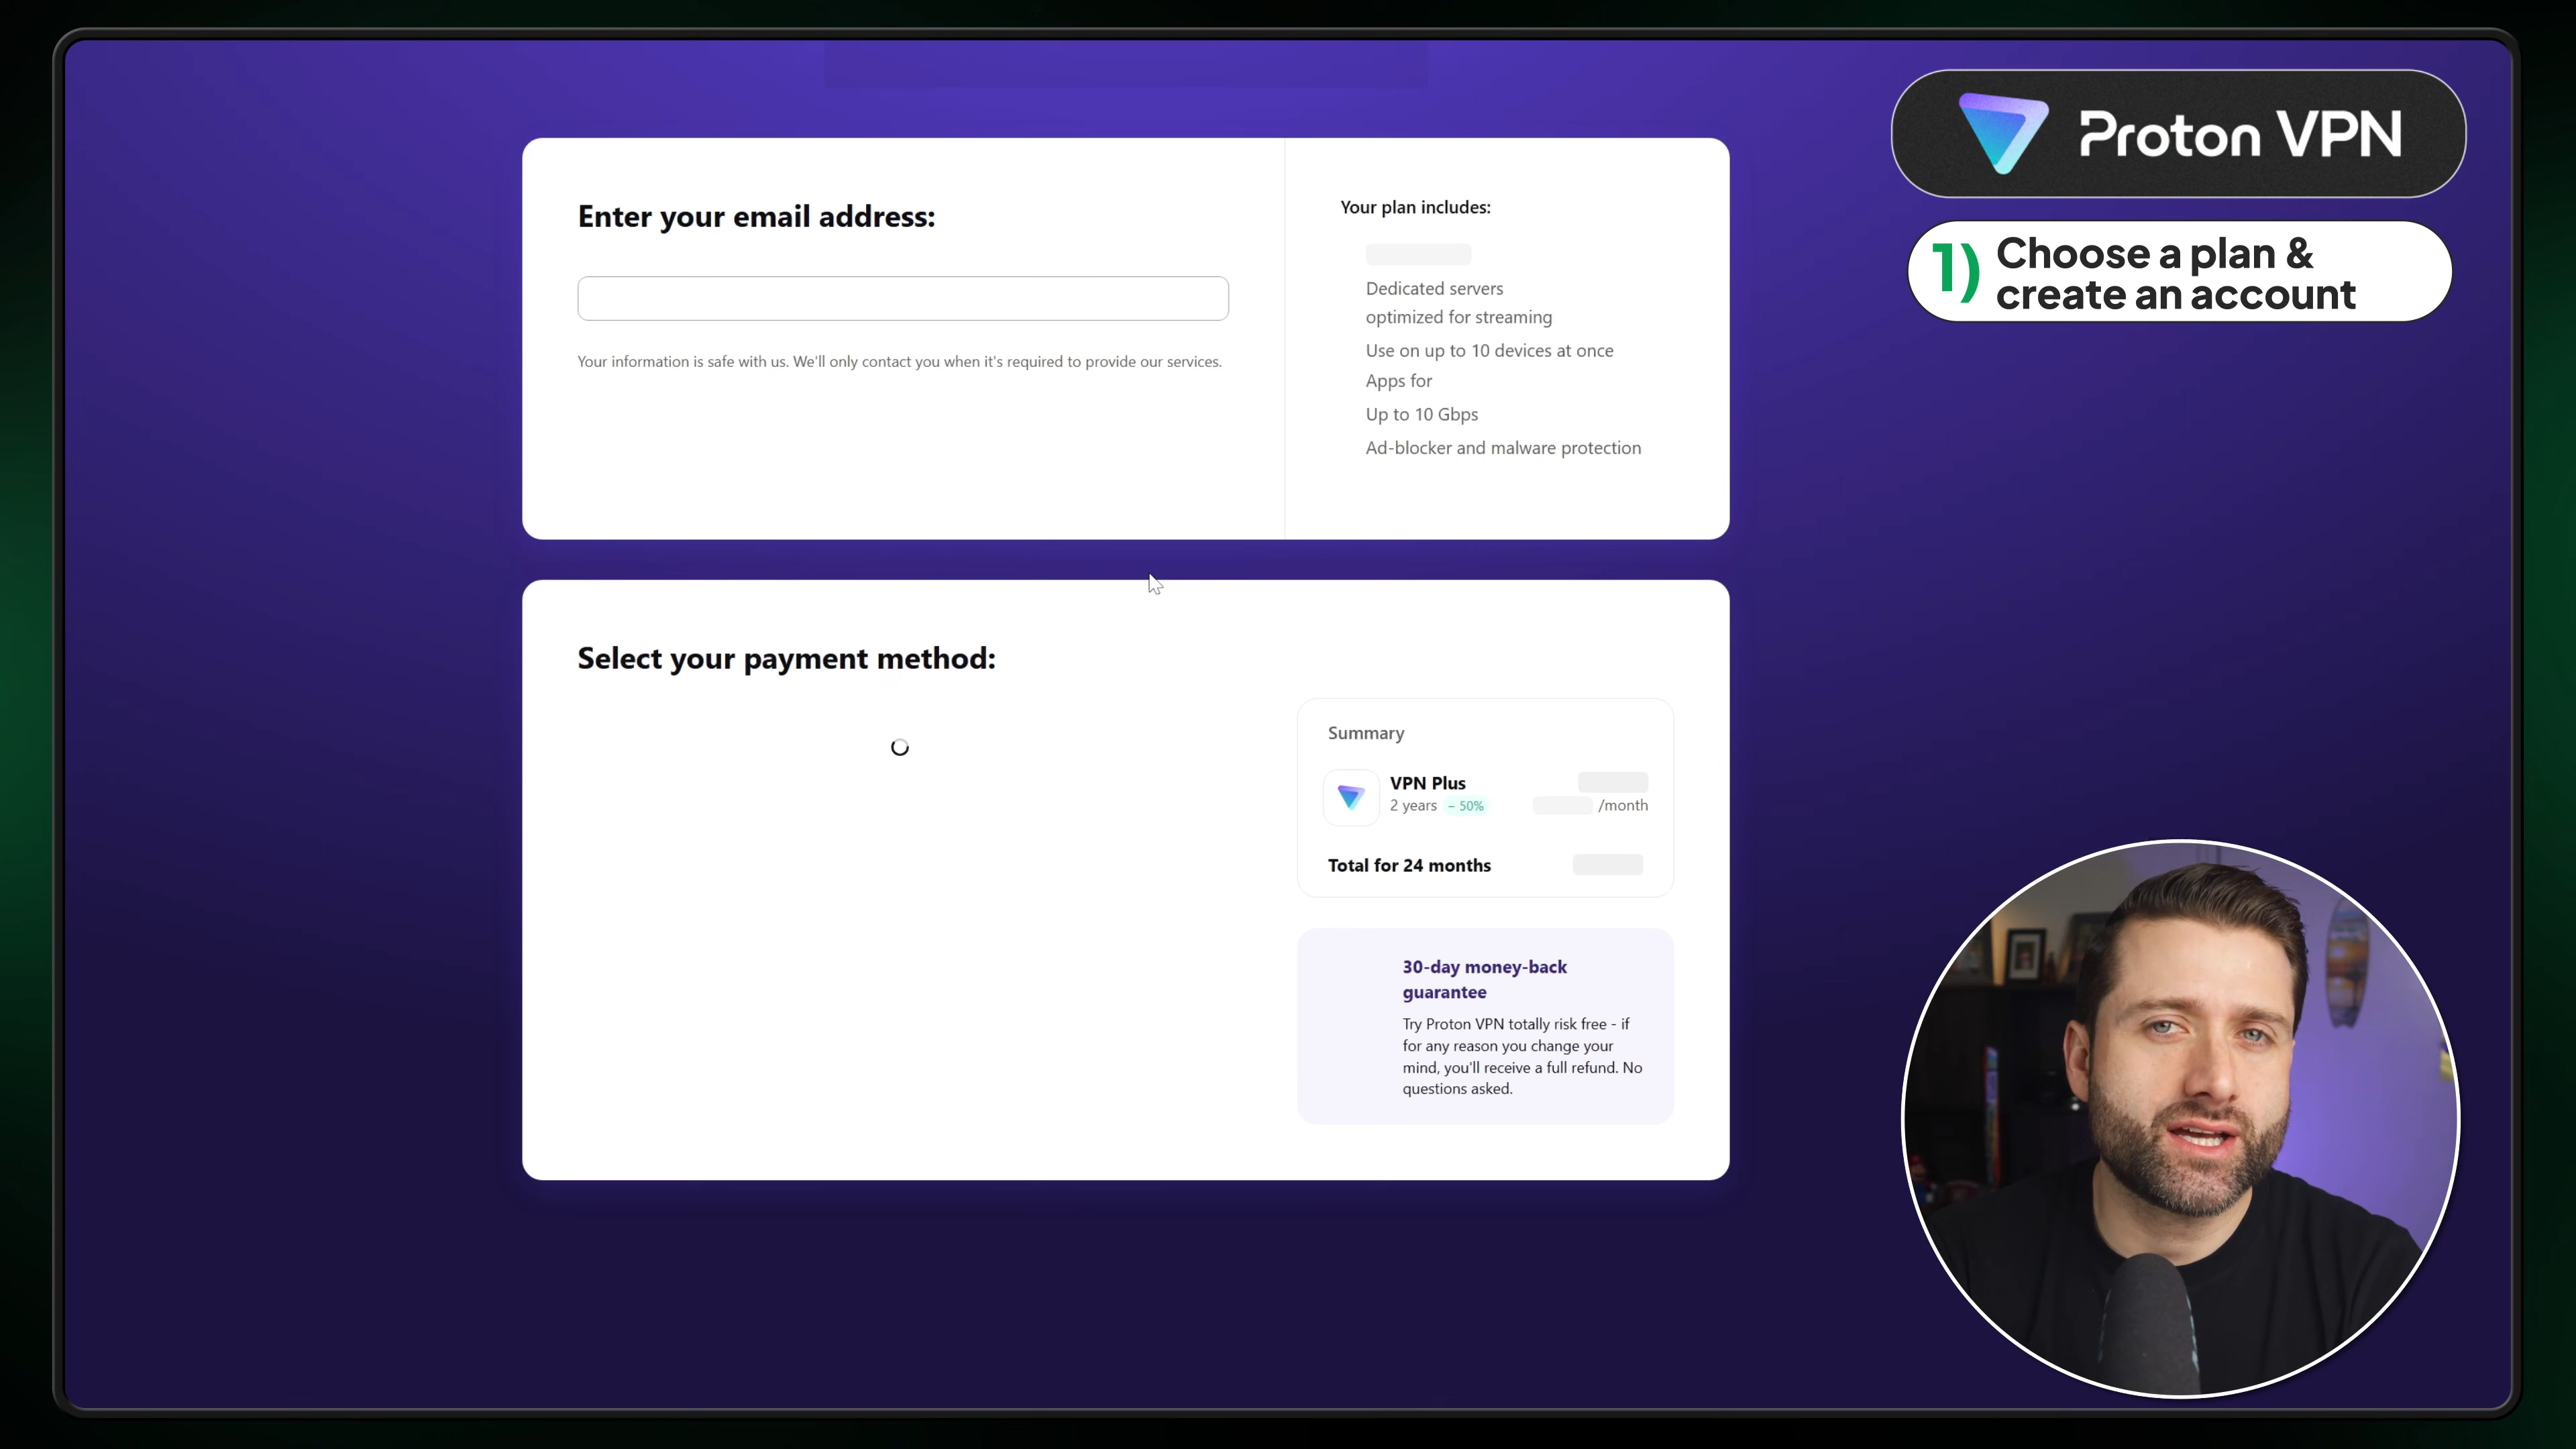 Proton VPN
1) Choose a plan &
create an account
Enter your email address:
Your information is safe with us. We'll only contact you when it's required to provide our services.
Your plan includes:
Dedicated servers
optimized for streaming
Use on up to 10 devices at once
Apps for
Up to 10 Gbps
Ad-blocker and malware protection
Select your payment method:
Summary
VPN Plus
2 years – 50% /month
Total for 24 months
30-day money-back
guarantee
Try Proton VPN totally risk free - if
for any reason you change your
mind, you'll receive a full refund. No
questions asked.